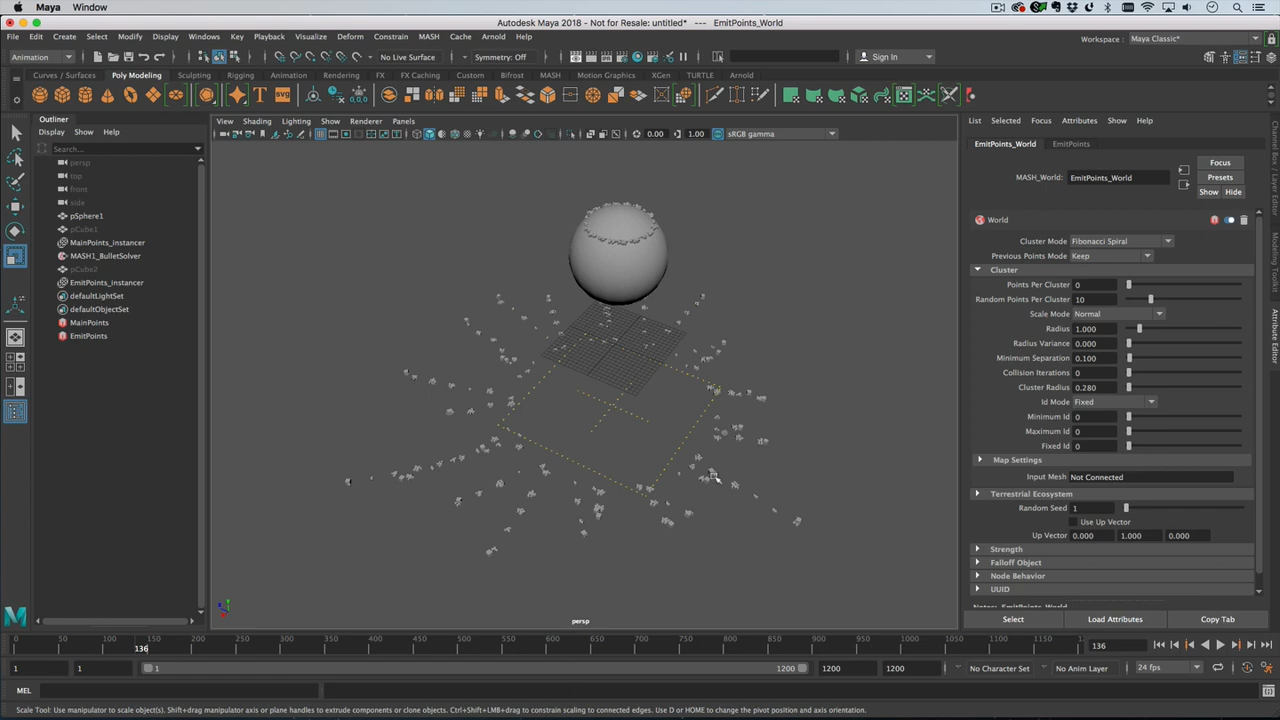 Maya Window
Autodesk Maya 2018 - Not for Resale: untitled* --- EmitPoints_World
File Edit Create Select Modify Display Windows Key Playback Visualize Deform Constrain MASH Cache Arnold Help
Workspace : Maya Classic*
Animation No Live Surface Symmetry: Off Sign In
Curves / Surfaces Poly Modeling Sculpting Rigging Animation Rendering FX FX Caching Custom Bifrost MASH Motion Graphics XGen TURTLE Arnold
Outliner
Display Show Help
Search...
persp
top
front
side
pSphere1
pCube1
MainPoints_instancer
MASH1_BulletSolver
pCube2
EmitPoints_instancer
defaultLightSet
defaultObjectSet
MainPoints
EmitPoints
View Shading Lighting Show Renderer Panels
0.00 1.00 sRGB gamma
persp
List Selected Focus Attributes Show Help
EmitPoints_World EmitPoints
MASH_World: EmitPoints_World
Focus
Presets
Show Hide
World
Cluster Mode Fibonacci Spiral
Previous Points Mode Keep
Cluster
Points Per Cluster 0
Random Points Per Cluster 10
Scale Mode Normal
Radius 1.000
Radius Variance 0.000
Minimum Separation 0.100
Collision Iterations 0
Cluster Radius 0.280
Id Mode Fixed
Minimum Id 0
Maximum Id 0
Fixed Id 0
Map Settings
Input Mesh Not Connected
Terrestrial Ecosystem
Random Seed 1
Use Up Vector
Up Vector 0.000 1.000 0.000
Strength
Falloff Object
Node Behavior
UUID
Notes: EmitPoints_World
Select Load Attributes Copy Tab
Channel Box / Layer Editor
Modeling Toolkit
Attribute Editor
0 50 100 150 200 250 300 350 400 450 500 550 600 650 700 750 800 850 900 950 1000 1050 1100 1150
136
136
1 1 1 1200 1200 1200 No Character Set No Anim Layer 24 fps
MEL
Scale Tool: Use manipulator to scale object(s). Shift+drag manipulator axis or plane handles to extrude components or clone objects. Ctrl+Shift+LMB+drag to constrain scaling to connected edges. Use D or HOME to change the pivot position and axis orientation.